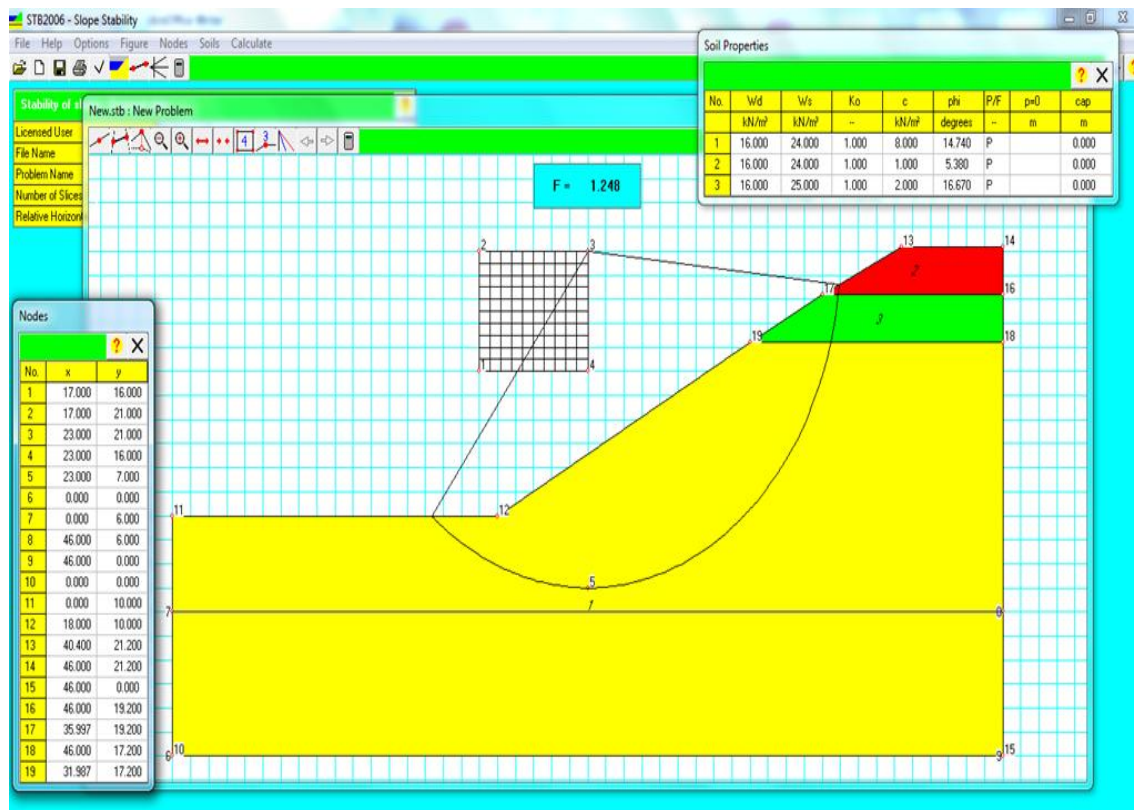 STB2006 - Slope Stability
File Help Options Figure Nodes Soils Calculate
Stability of sl
Licensed User
File Name
Problem Name
Number of Slices
Relative Horizont
New.stb : New Problem
4 3
F = 1.248
Soil Properties
? X
No. Wd Ws Ko c phi P/F p=0 cap
kN/m³ kN/m³ -- kN/m² degrees -- m m
1 16.000 24.000 1.000 8.000 14.740 P 0.000
2 16.000 24.000 1.000 1.000 5.380 P 0.000
3 16.000 25.000 1.000 2.000 16.670 P 0.000
2 3
13 14
2
17 16
3
19 18
1 4
11 12
5
1
7 8
6 10 9 15
Nodes
? X
No. x y
1 17.000 16.000
2 17.000 21.000
3 23.000 21.000
4 23.000 16.000
5 23.000 7.000
6 0.000 0.000
7 0.000 6.000
8 46.000 6.000
9 46.000 0.000
10 0.000 0.000
11 0.000 10.000
12 18.000 10.000
13 40.400 21.200
14 46.000 21.200
15 46.000 0.000
16 46.000 19.200
17 35.997 19.200
18 46.000 17.200
19 31.987 17.200